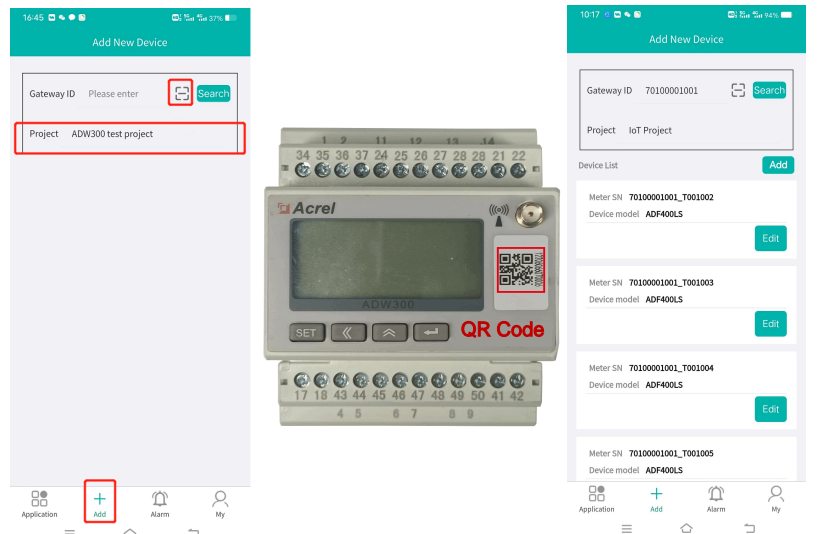 16:45
37%
Add New Device
Gateway ID Please enter Search
Project ADW300 test project
Application Add Alarm My
1 2 11 12 13 14
34 35 36 37 24 25 26 27 28 28 21 22
Acrel
ADW300
SET
QR Code
17 18 43 44 45 46 47 48 49 50 41 42
4 5 6 7 8 9
10:17
94%
Add New Device
Gateway ID 70100001001 Search
Project IoT Project
Device List Add
Meter SN 70100001001_T001002
Device model ADF400LS
Edit
Meter SN 70100001001_T001003
Device model ADF400LS
Edit
Meter SN 70100001001_T001004
Device model ADF400LS
Edit
Meter SN 70100001001_T001005
Device model ADF400LS
Application Add Alarm My